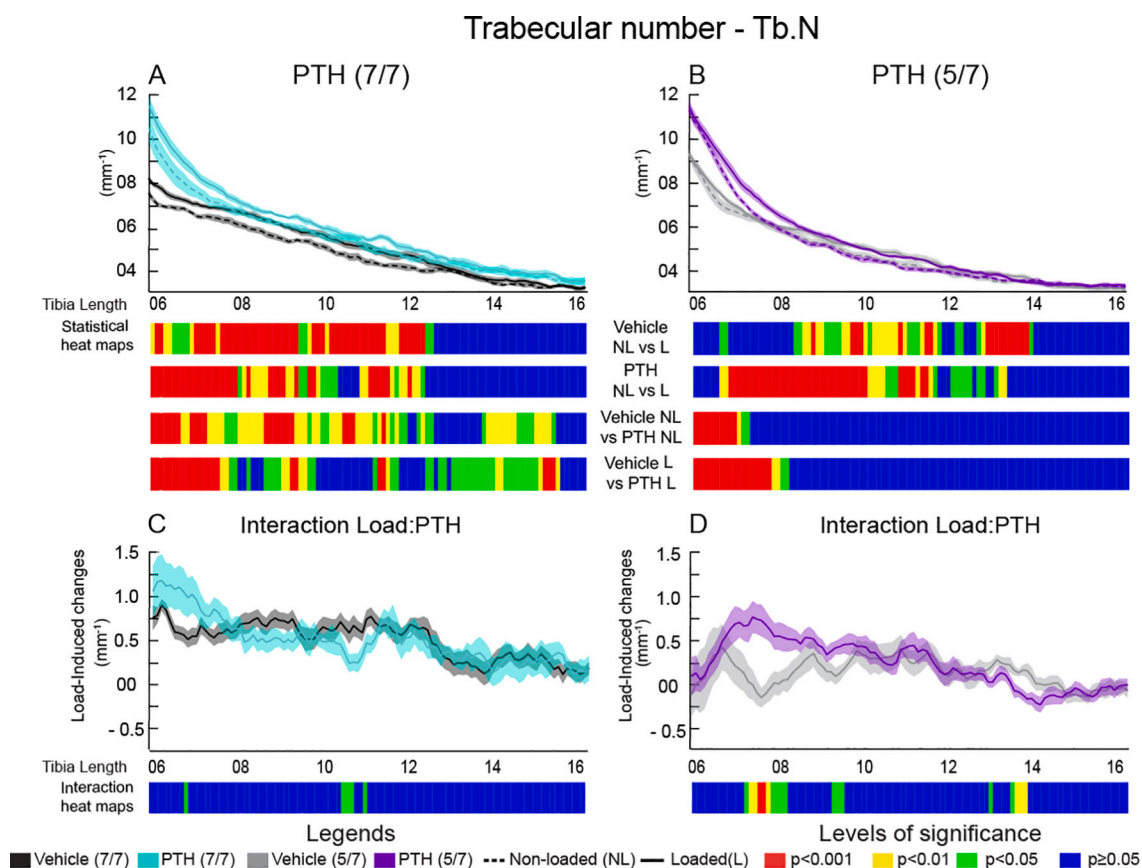 Trabecular number - Tb.N
A PTH (7/7)
B PTH (5/7)
12
10
08
06
04
(mm⁻¹)
06 08 10 12 14 16
12
10
08
06
04
(mm⁻¹)
06 08 10 12 14 16
Tibia Length
Statistical
heat maps
Vehicle
NL vs L
PTH
NL vs L
Vehicle NL
vs PTH NL
Vehicle L
vs PTH L
C Interaction Load:PTH
D Interaction Load:PTH
Load-Induced changes
(mm⁻¹)
1.5
1.0
0.5
00
- 0.5
08 10 12 14 16
Load-Induced changes
(mm⁻¹)
1.5
1.0
0.5
00
- 0.5
06 08 10 12 14 16
Tibia Length
Interaction
heat maps
Legends
Levels of significance
Vehicle (7/7) PTH (7/7) Vehicle (5/7) PTH (5/7) Non-loaded (NL) Loaded(L) p<0.001 p<0.01 p<0.05 p≥0.05